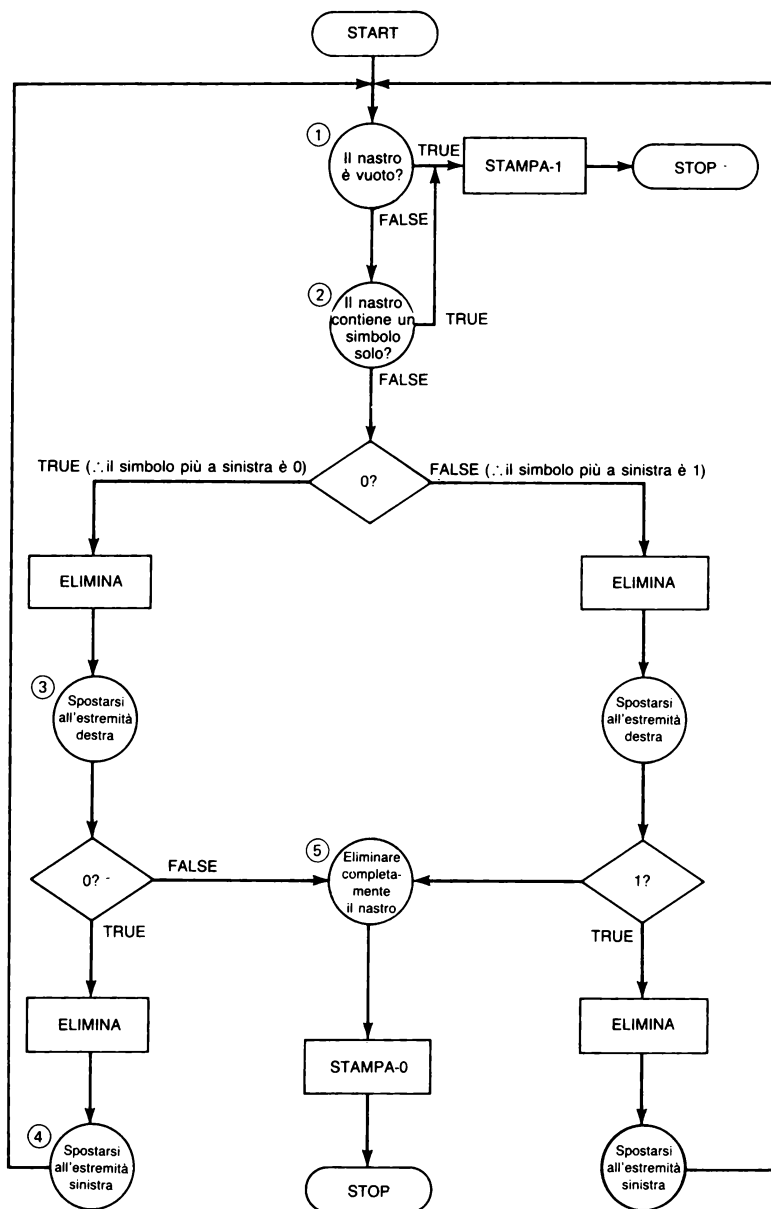 START
①
Il nastro
è vuoto?
TRUE
STAMPA-1
STOP
FALSE
②
Il nastro
contiene un
simbolo
solo?
TRUE
FALSE
TRUE (∴ il simbolo più a sinistra è 0)
0?
FALSE (∴ il simbolo più a sinistra è 1)
ELIMINA
ELIMINA
③
Spostarsi
all'estremità
destra
Spostarsi
all'estremità
destra
0?
FALSE
⑤
Eliminare
completa-
mente
il nastro
1?
TRUE
TRUE
ELIMINA
STAMPA-0
ELIMINA
④
Spostarsi
all'estremità
sinistra
STOP
Spostarsi
all'estremità
sinistra